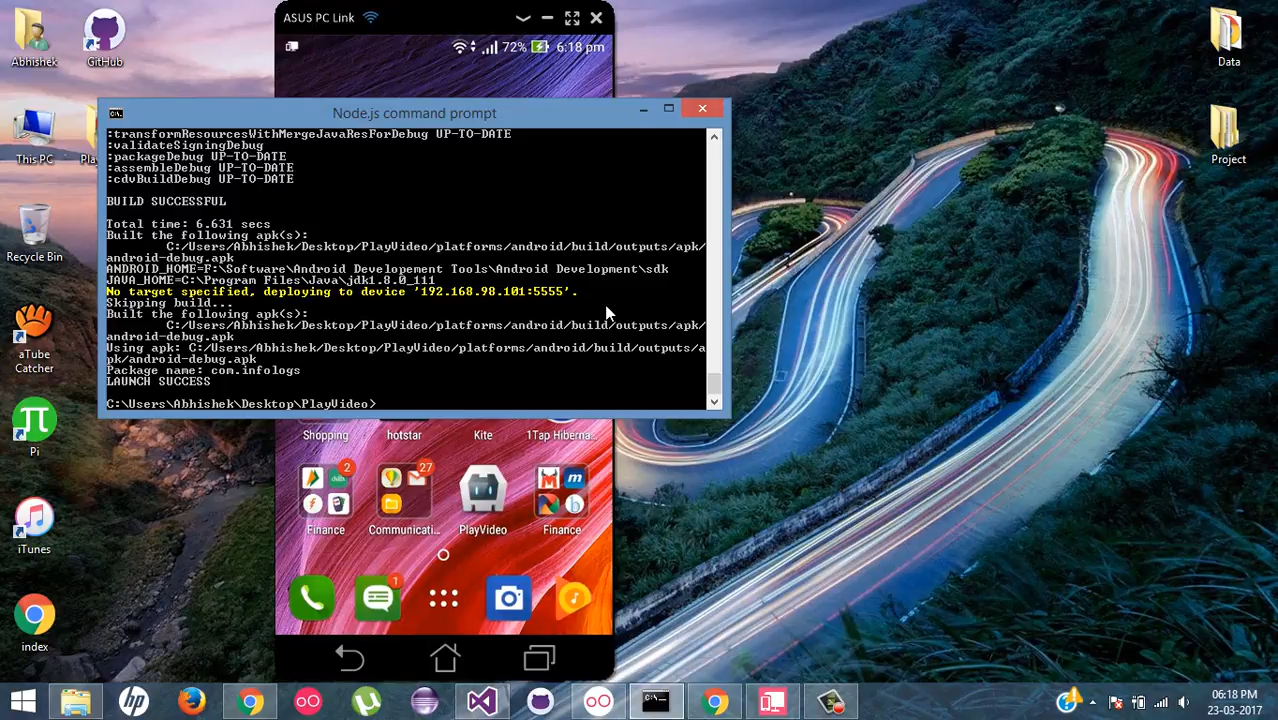 ASUS PC Link
72% 6:18 pm
Abhishek
GitHub
This PC
Pla
Recycle Bin
aTube
Catcher
Pi
iTunes
index
Data
Project
Node.js command prompt
:transformResourcesWithMergeJavaResForDebug UP-TO-DATE
:validateSigningDebug
:packageDebug UP-TO-DATE
:assembleDebug UP-TO-DATE
:cdvBuildDebug UP-TO-DATE
BUILD SUCCESSFUL
Total time: 6.631 secs
Built the following apk(s):
C:/Users/Abhishek/Desktop/PlayVideo/platforms/android/build/outputs/apk/
android-debug.apk
ANDROID_HOME=F:\Software\Android Developement Tools\Android Development\sdk
JAVA_HOME=C:\Program Files\Java\jdk1.8.0_111
No target specified, deploying to device '192.168.98.101:5555'.
Skipping build...
Built the following apk(s):
C:/Users/Abhishek/Desktop/PlayVideo/platforms/android/build/outputs/apk/
android-debug.apk
Using apk: C:/Users/Abhishek/Desktop/PlayVideo/platforms/android/build/outputs/a
pk/android-debug.apk
Package name: com.infologs
LAUNCH SUCCESS
C:\Users\Abhishek\Desktop\PlayVideo>
Shopping
hotstar
Kite
1Tap Hiberna...
2
27
Finance
Communicati...
PlayVideo
Finance
1
06:18 PM
23-03-2017